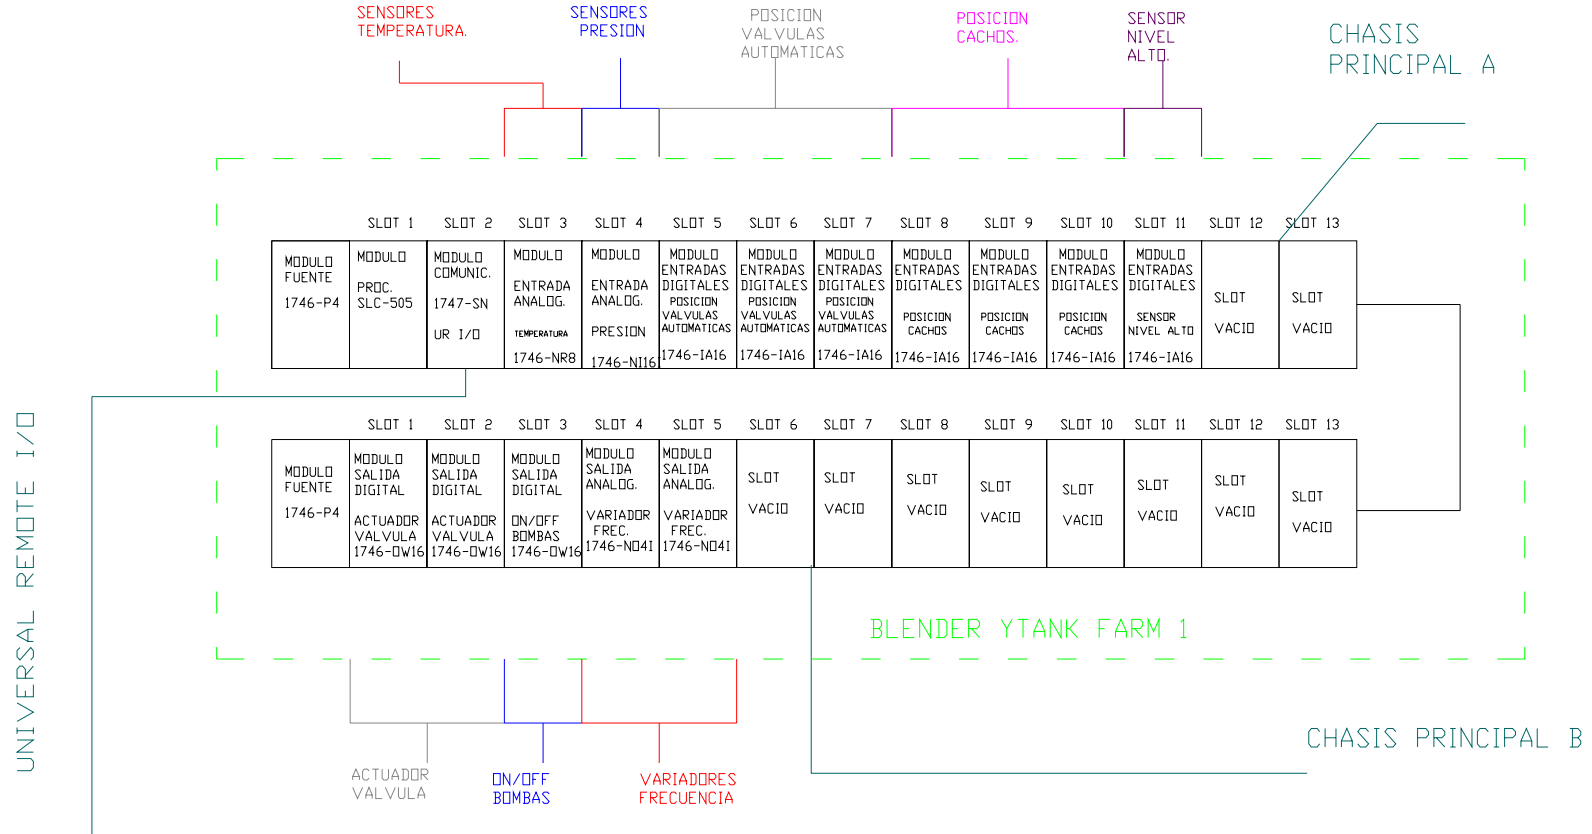 SENSORES
TEMPERATURA.
SENSORES
PRESION
POSICION
VALVULAS
AUTOMATICAS
POSICION
CACHOS.
SENSOR
NIVEL
ALTO.
CHASIS
PRINCIPAL A
SLOT 1
SLOT 2
SLOT 3
SLOT 4
SLOT 5
SLOT 6
SLOT 7
SLOT 8
SLOT 9
SLOT 10
SLOT 11
SLOT 12
SLOT 13
MODULO
FUENTE
1746-P4
MODULO
PROC.
SLC-505
MODULO
COMUNIC.
1747-SN
UR I/O
MODULO
ENTRADA
ANALOG.
TEMPERATURA
1746-NR8
MODULO
ENTRADA
ANALOG.
PRESION
1746-NI16
MODULO
ENTRADAS
DIGITALES
POSICION
VALVULAS
AUTOMATICAS
1746-IA16
MODULO
ENTRADAS
DIGITALES
POSICION
VALVULAS
AUTOMATICAS
1746-IA16
MODULO
ENTRADAS
DIGITALES
POSICION
VALVULAS
AUTOMATICAS
1746-IA16
MODULO
ENTRADAS
DIGITALES
POSICION
CACHOS
1746-IA16
MODULO
ENTRADAS
DIGITALES
POSICION
CACHOS
1746-IA16
MODULO
ENTRADAS
DIGITALES
POSICION
CACHOS
1746-IA16
MODULO
ENTRADAS
DIGITALES
SENSOR
NIVEL ALTO
1746-IA16
SLOT
VACIO
SLOT
VACIO
UNIVERSAL REMOTE I/O
SLOT 1
SLOT 2
SLOT 3
SLOT 4
SLOT 5
SLOT 6
SLOT 7
SLOT 8
SLOT 9
SLOT 10
SLOT 11
SLOT 12
SLOT 13
MODULO
FUENTE
1746-P4
MODULO
SALIDA
DIGITAL
ACTUADOR
VALVULA
1746-OW16
MODULO
SALIDA
DIGITAL
ACTUADOR
VALVULA
1746-OW16
MODULO
SALIDA
DIGITAL
ON/OFF
BOMBAS
1746-OW16
MODULO
SALIDA
ANALOG.
VARIADOR
FREC.
1746-NO4I
MODULO
SALIDA
ANALOG.
VARIADOR
FREC.
1746-NO4I
SLOT
VACIO
SLOT
VACIO
SLOT
VACIO
SLOT
VACIO
SLOT
VACIO
SLOT
VACIO
SLOT
VACIO
SLOT
VACIO
BLENDER YTANK FARM 1
CHASIS PRINCIPAL B
ACTUADOR
VALVULA
ON/OFF
BOMBAS
VARIADORES
FRECUENCIA